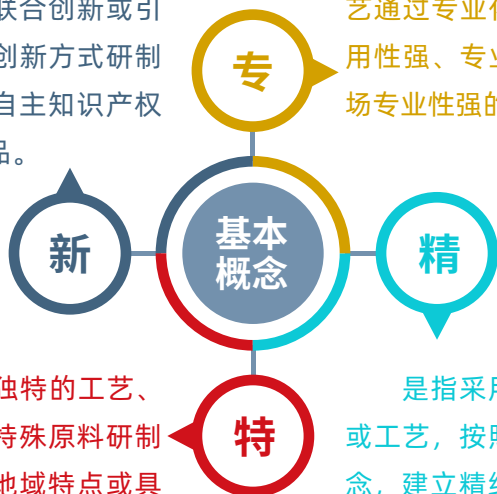 联合创新或引
创新方式研制
自主知识产权
品。
艺通过专业
用性强、专
场专业性强的
专
新
基本
概念
精
特
独特的工艺、
特殊原料研制
地域特点或具
是指采
或工艺，按
念，建立精